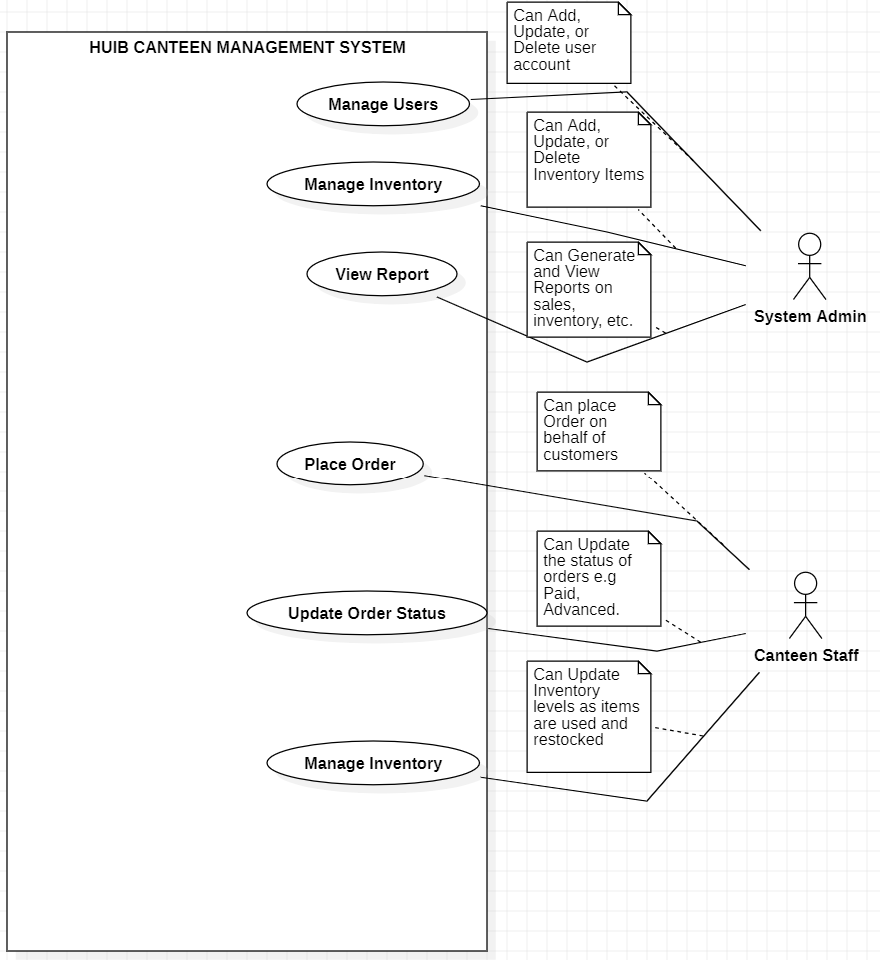 Can Add,
Update, or
Delete user
account
HUIB CANTEEN MANAGEMENT SYSTEM
Manage Users
Can Add,
Update, or
Delete
Inventory Items
Manage Inventory
Can Generate
and View
Reports on
sales,
inventory, etc.
View Report
System Admin
Can place
Order on
behalf of
customers
Place Order
Can Update
the status of
orders e.g
Paid,
Advanced.
Update Order Status
Canteen Staff
Can Update
Inventory
levels as items
are used and
restocked
Manage Inventory